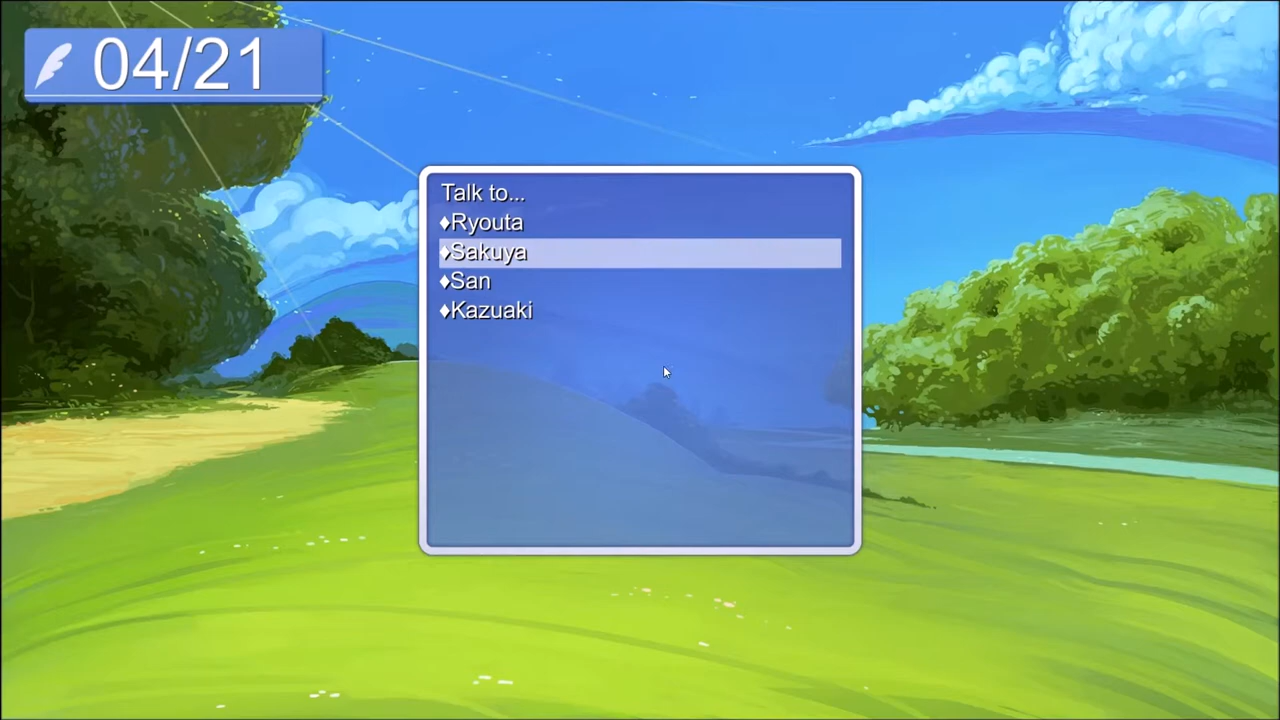 04/21
Talk to...
♦Ryouta
♦Sakuya
♦San
♦Kazuaki